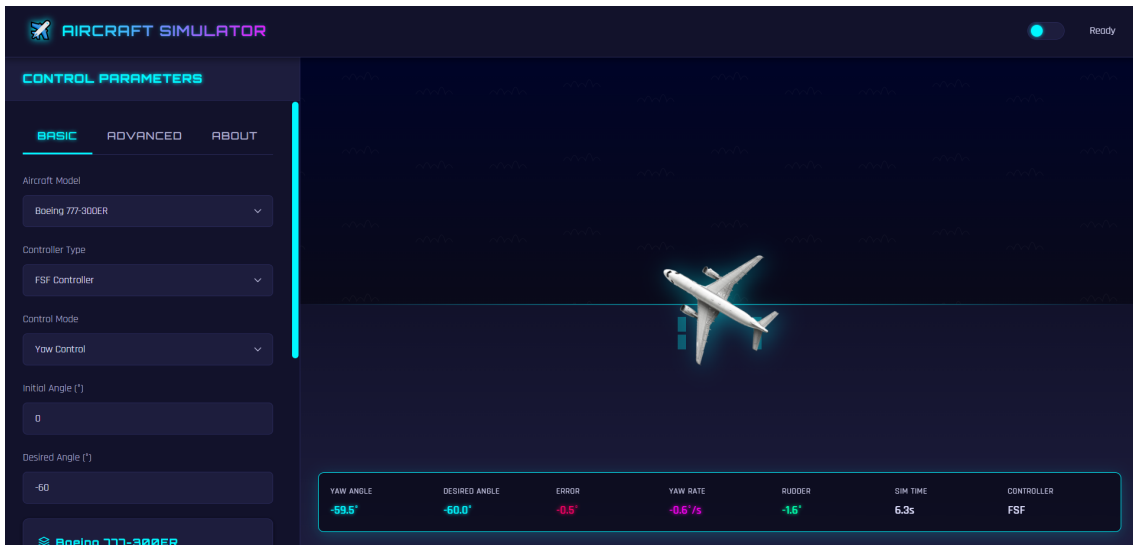 AIRCRAFT SIMULATOR
Ready
CONTROL PARAMETERS
BASIC ADVANCED ABOUT
Aircraft Model
Boeing 777-300ER
Controller Type
FSF Controller
Control Mode
Yaw Control
Initial Angle (°)
0
Desired Angle (°)
-60
Boeing 777-300ER
YAW ANGLE DESIRED ANGLE ERROR YAW RATE RUDDER SIM TIME CONTROLLER
-59.5° -60.0° -0.5° -0.6°/s -1.6° 6.3s FSF